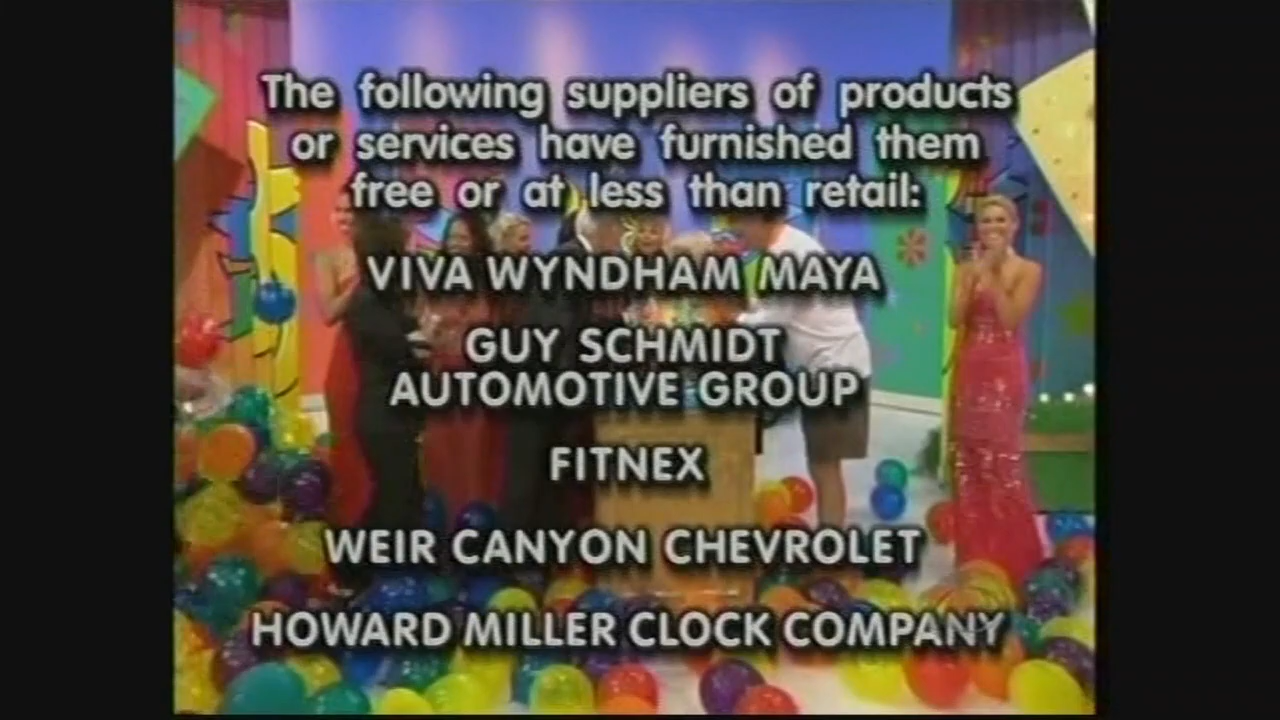 The following suppliers of products
or services have furnished them
free or at less than retail:
VIVA WYNDHAM MAYA
GUY SCHMIDT
AUTOMOTIVE GROUP
FITNEX
WEIR CANYON CHEVROLET
HOWARD MILLER CLOCK COMPANY